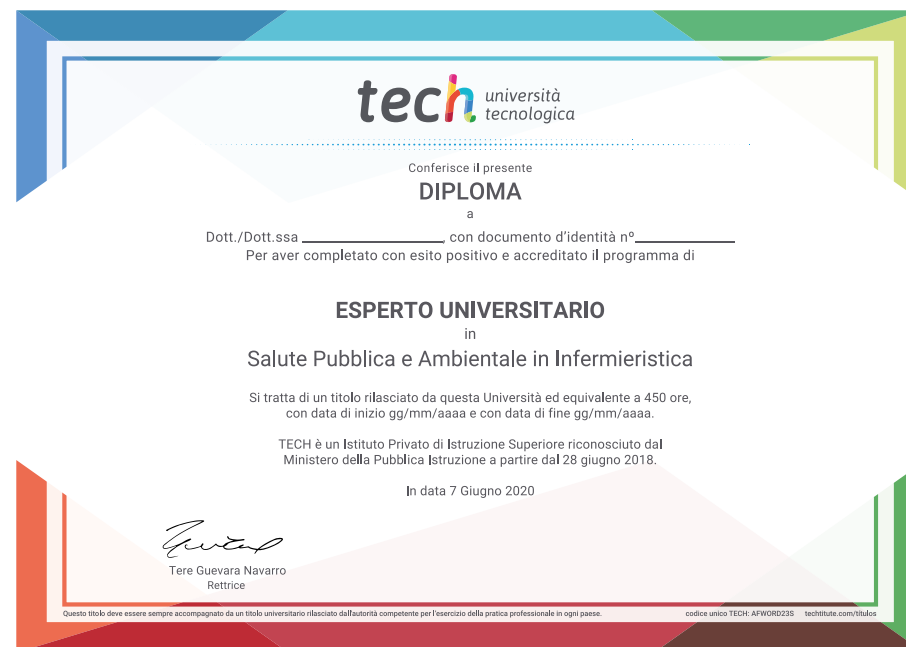 tech università
tecnologica
Conferisce il presente
DIPLOMA
a
Dott./Dott.ssa ____________________, con documento d'identità nº______________
Per aver completato con esito positivo e accreditato il programma di
ESPERTO UNIVERSITARIO
in
Salute Pubblica e Ambientale in Infermieristica
Si tratta di un titolo rilasciato da questa Università ed equivalente a 450 ore,
con data di inizio gg/mm/aaaa e con data di fine gg/mm/aaaa.
TECH è un Istituto Privato di Istruzione Superiore riconosciuto dal
Ministero della Pubblica Istruzione a partire dal 28 giugno 2018.
In data 7 Giugno 2020
Tere Guevara Navarro
Rettrice
Questo titolo deve essere sempre accompagnato da un titolo universitario rilasciato dall'autorità competente per l'esercizio della pratica professionale in ogni paese. codice unico TECH: AFWORD23S techtitute.com/titulos